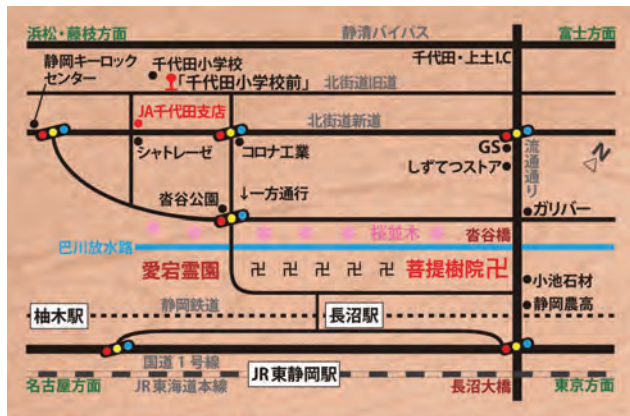 浜松・藤枝方面
静清バイパス
富士方面
静岡キーロック
センター
千代田小学校
「千代田小学校前」
千代田・上土I.C
北街道旧道
JA千代田支店
北街道新道
シャトレーゼ
コロナ工業
GS
しずてつストア
流通通り
N
沓谷公園
↓一方通行
ガリバー
桜並木
沓谷橋
巴川放水路
愛宕霊園
卍 卍 卍 卍 卍
菩提樹院卍
小池石材
静岡鉄道
静岡農高
柚木駅
長沼駅
国道1号線
JR東静岡駅
名古屋方面
JR東海道本線
長沼大橋
東京方面